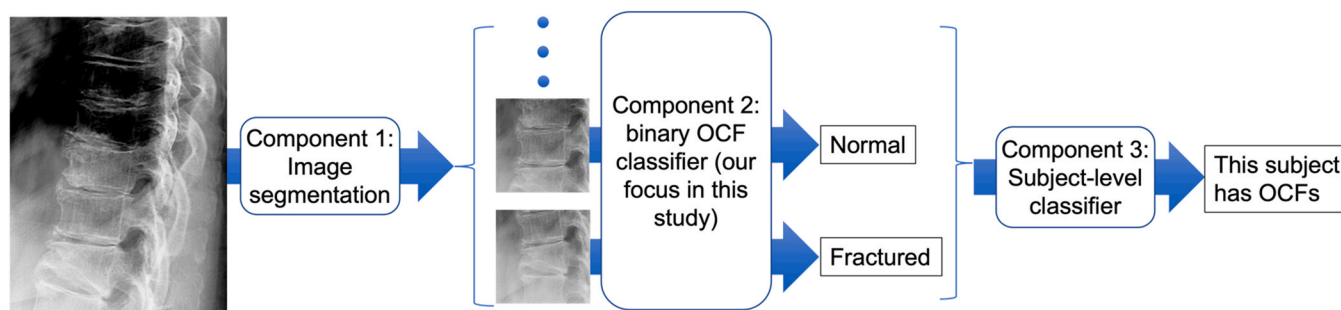 Component 1:
Image
segmentation
Component 2:
binary OCF
classifier (our
focus in this
study)
Normal
Fractured
Component 3:
Subject-level
classifier
This subject
has OCFs